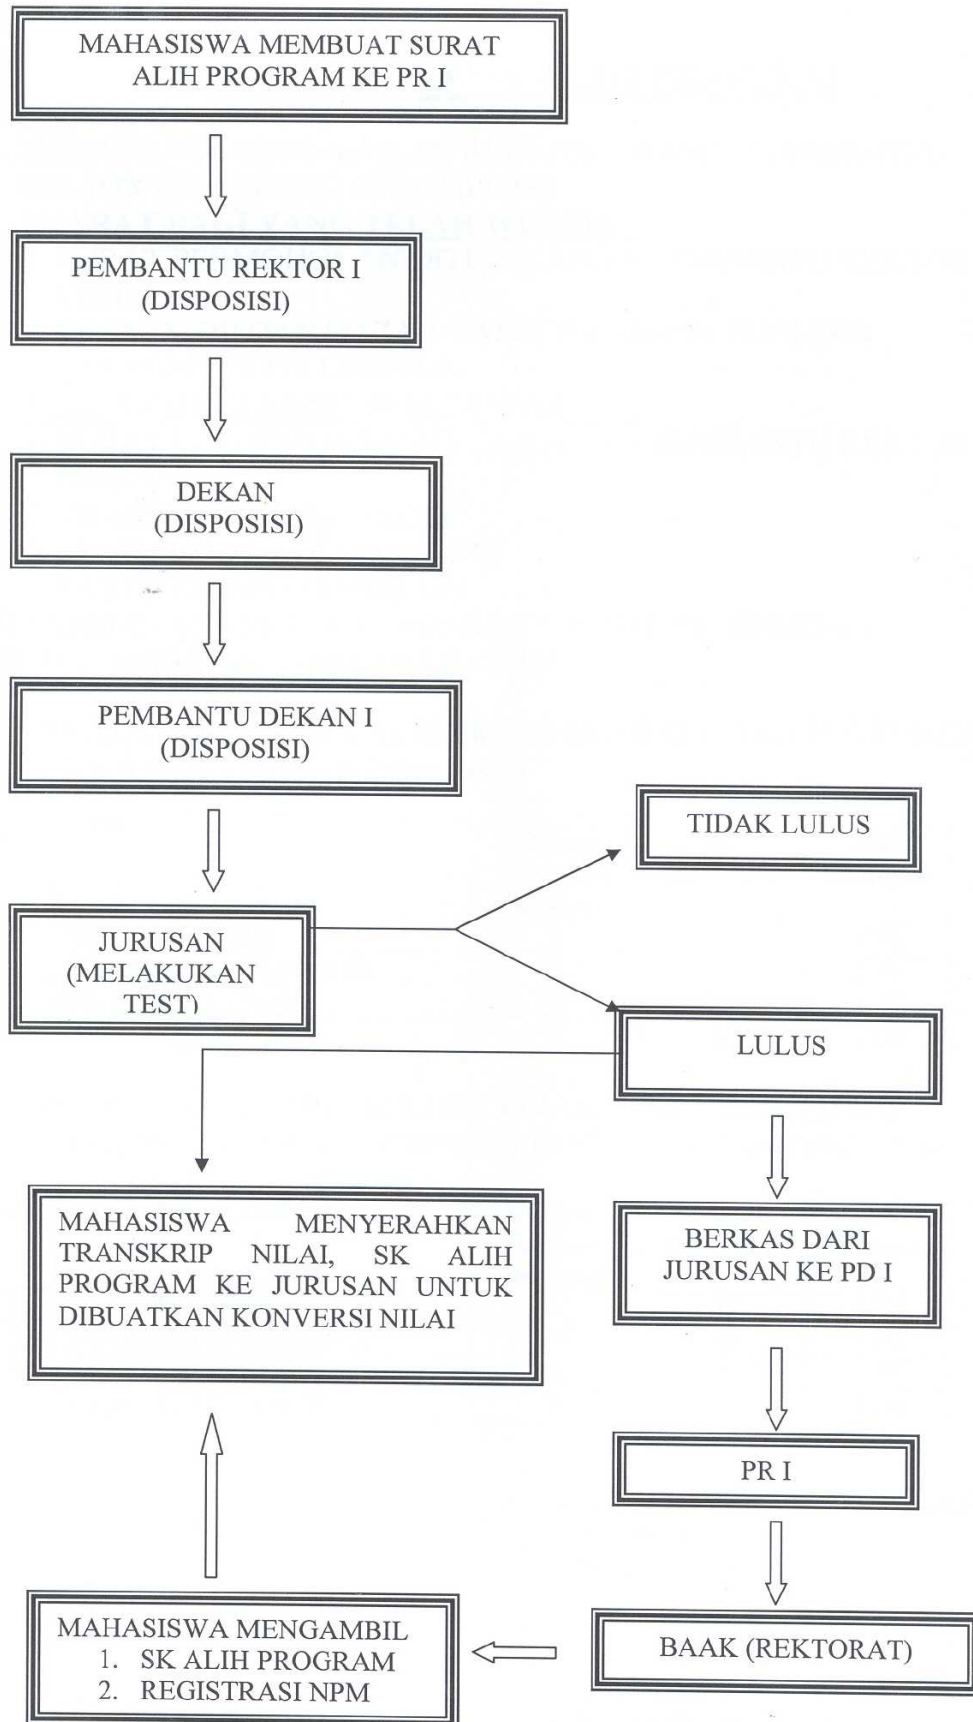 MAHASISWA MEMBUAT SURAT
ALIH PROGRAM KE PR I
PEMBANTU REKTOR I
(DISPOSISI)
DEKAN
(DISPOSISI)
PEMBANTU DEKAN I
(DISPOSISI)
TIDAK LULUS
JURUSAN
(MELAKUKAN
TEST)
LULUS
MAHASISWA MENYERAHKAN
TRANSKRIP NILAI, SK ALIH
PROGRAM KE JURUSAN UNTUK
DIBUATKAN KONVERSI NILAI
BERKAS DARI
JURUSAN KE PD I
PR I
BAAK (REKTORAT)
MAHASISWA MENGAMBIL
1. SK ALIH PROGRAM
2. REGISTRASI NPM